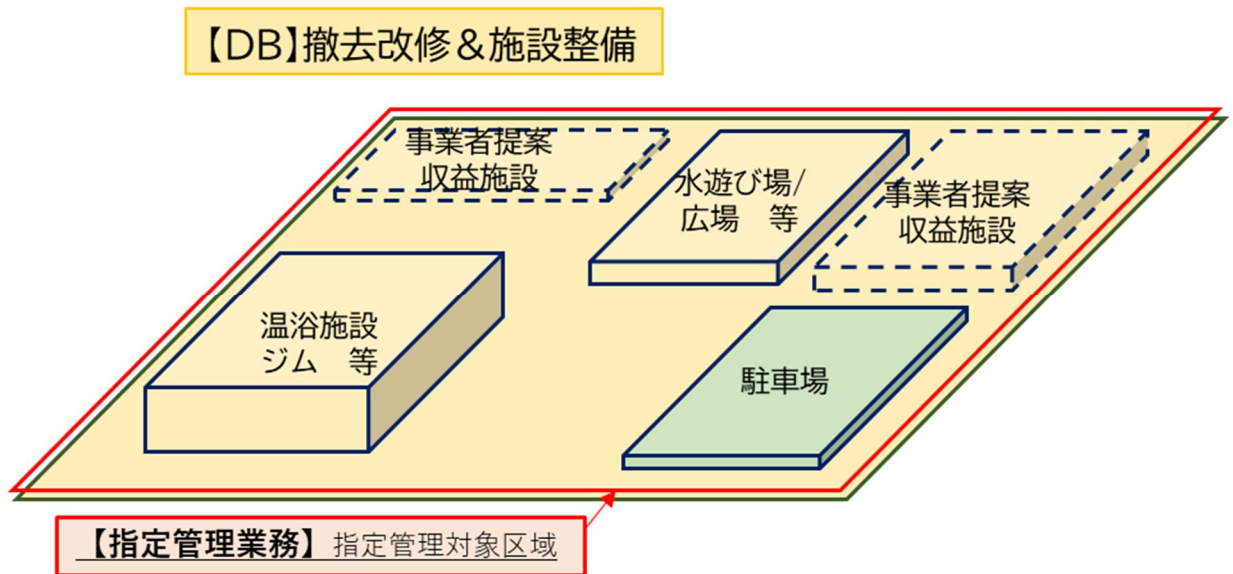 【DB】撤去改修＆施設整備
事業者提案
収益施設
水遊び場/
広場　等
事業者提案
収益施設
温浴施設
ジム　等
駐車場
【指定管理業務】指定管理対象区域